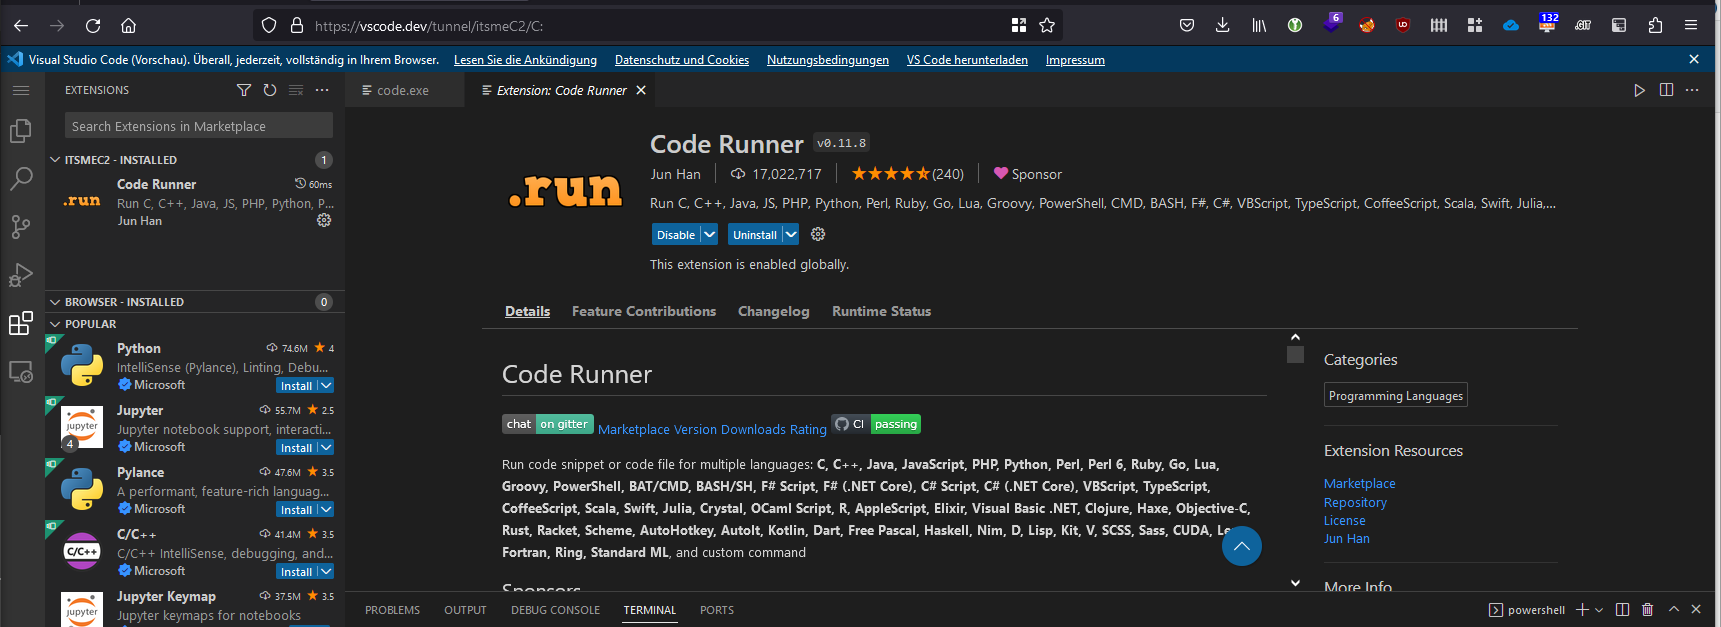 https://vscode.dev/tunnel/itsmeC2/C:
6
132
Visual Studio Code (Vorschau). Überall, jederzeit, vollständig in Ihrem Browser. Lesen Sie die Ankündigung Datenschutz und Cookies Nutzungsbedingungen VS Code herunterladen Impressum
EXTENSIONS
Search Extensions in Marketplace
ITSMEC2 - INSTALLED 1
.run
Code Runner 60ms
Run C, C++, Java, JS, PHP, Python, P...
Jun Han
BROWSER - INSTALLED 0
POPULAR
Python 74.6M 4
IntelliSense (Pylance), Linting, Debu...
Microsoft Install
Jupyter 55.7M 2.5
jupyter
Jupyter notebook support, interacti...
4
Microsoft Install
Pylance 47.6M 3.5
A performant, feature-rich languag...
Microsoft Install
C/C++ 41.4M 3.5
C/C++
C/C++ IntelliSense, debugging, and...
Microsoft Install
Jupyter Keymap 37.5M 3.5
jupyter
Jupyter keymaps for notebooks
code.exe
Extension: Code Runner
.run
Code Runner v0.11.8
Jun Han 17,022,717 (240) Sponsor
Run C, C++, Java, JS, PHP, Python, Perl, Ruby, Go, Lua, Groovy, PowerShell, CMD, BASH, F#, C#, VBScript, TypeScript, CoffeeScript, Scala, Swift, Julia,...
Disable Uninstall
This extension is enabled globally.
Details Feature Contributions Changelog Runtime Status
Code Runner
chat on gitter Marketplace Version Downloads Rating CI passing
Run code snippet or code file for multiple languages: C, C++, Java, JavaScript, PHP, Python, Perl, Perl 6, Ruby, Go, Lua,
Groovy, PowerShell, BAT/CMD, BASH/SH, F# Script, F# (.NET Core), C# Script, C# (.NET Core), VBScript, TypeScript,
CoffeeScript, Scala, Swift, Julia, Crystal, OCaml Script, R, AppleScript, Elixir, Visual Basic .NET, Clojure, Haxe, Objective-C,
Rust, Racket, Scheme, AutoHotkey, AutoIt, Kotlin, Dart, Free Pascal, Haskell, Nim, D, Lisp, Kit, V, SCSS, Sass, CUDA,
Fortran, Ring, Standard ML, and custom command
Sponsors
Categories
Programming Languages
Extension Resources
Marketplace
Repository
License
Jun Han
More Info
PROBLEMS OUTPUT DEBUG CONSOLE TERMINAL PORTS
powershell